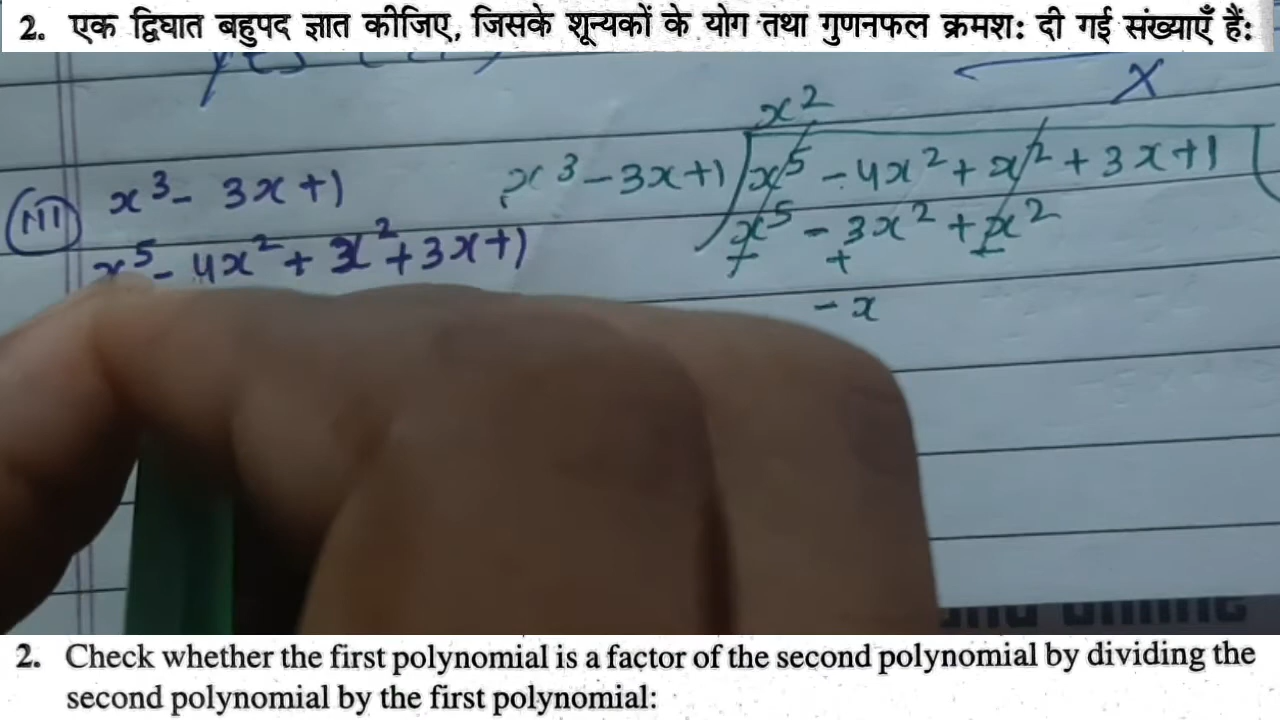 2. एक द्विघात बहुपद ज्ञात कीजिए, जिसके शून्यकों के योग तथा गुणनफल क्रमश: दी गई संख्याएँ हैं:
x
x²
(III) x³ - 3x + 1
x³ - 3x + 1 ) x⁵ - 4x² + x² + 3x + 1
x⁵ - 4x² + x² + 3x + 1
x⁵ - 3x² + x²
- +
- x
2. Check whether the first polynomial is a factor of the second polynomial by dividing the
second polynomial by the first polynomial: